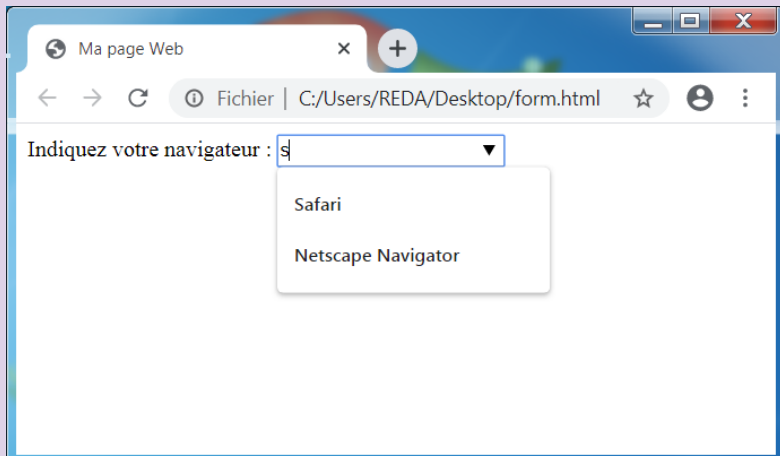 Ma page Web
Fichier | C:/Users/REDA/Desktop/form.html
Indiquez votre navigateur : s
Safari
Netscape Navigator